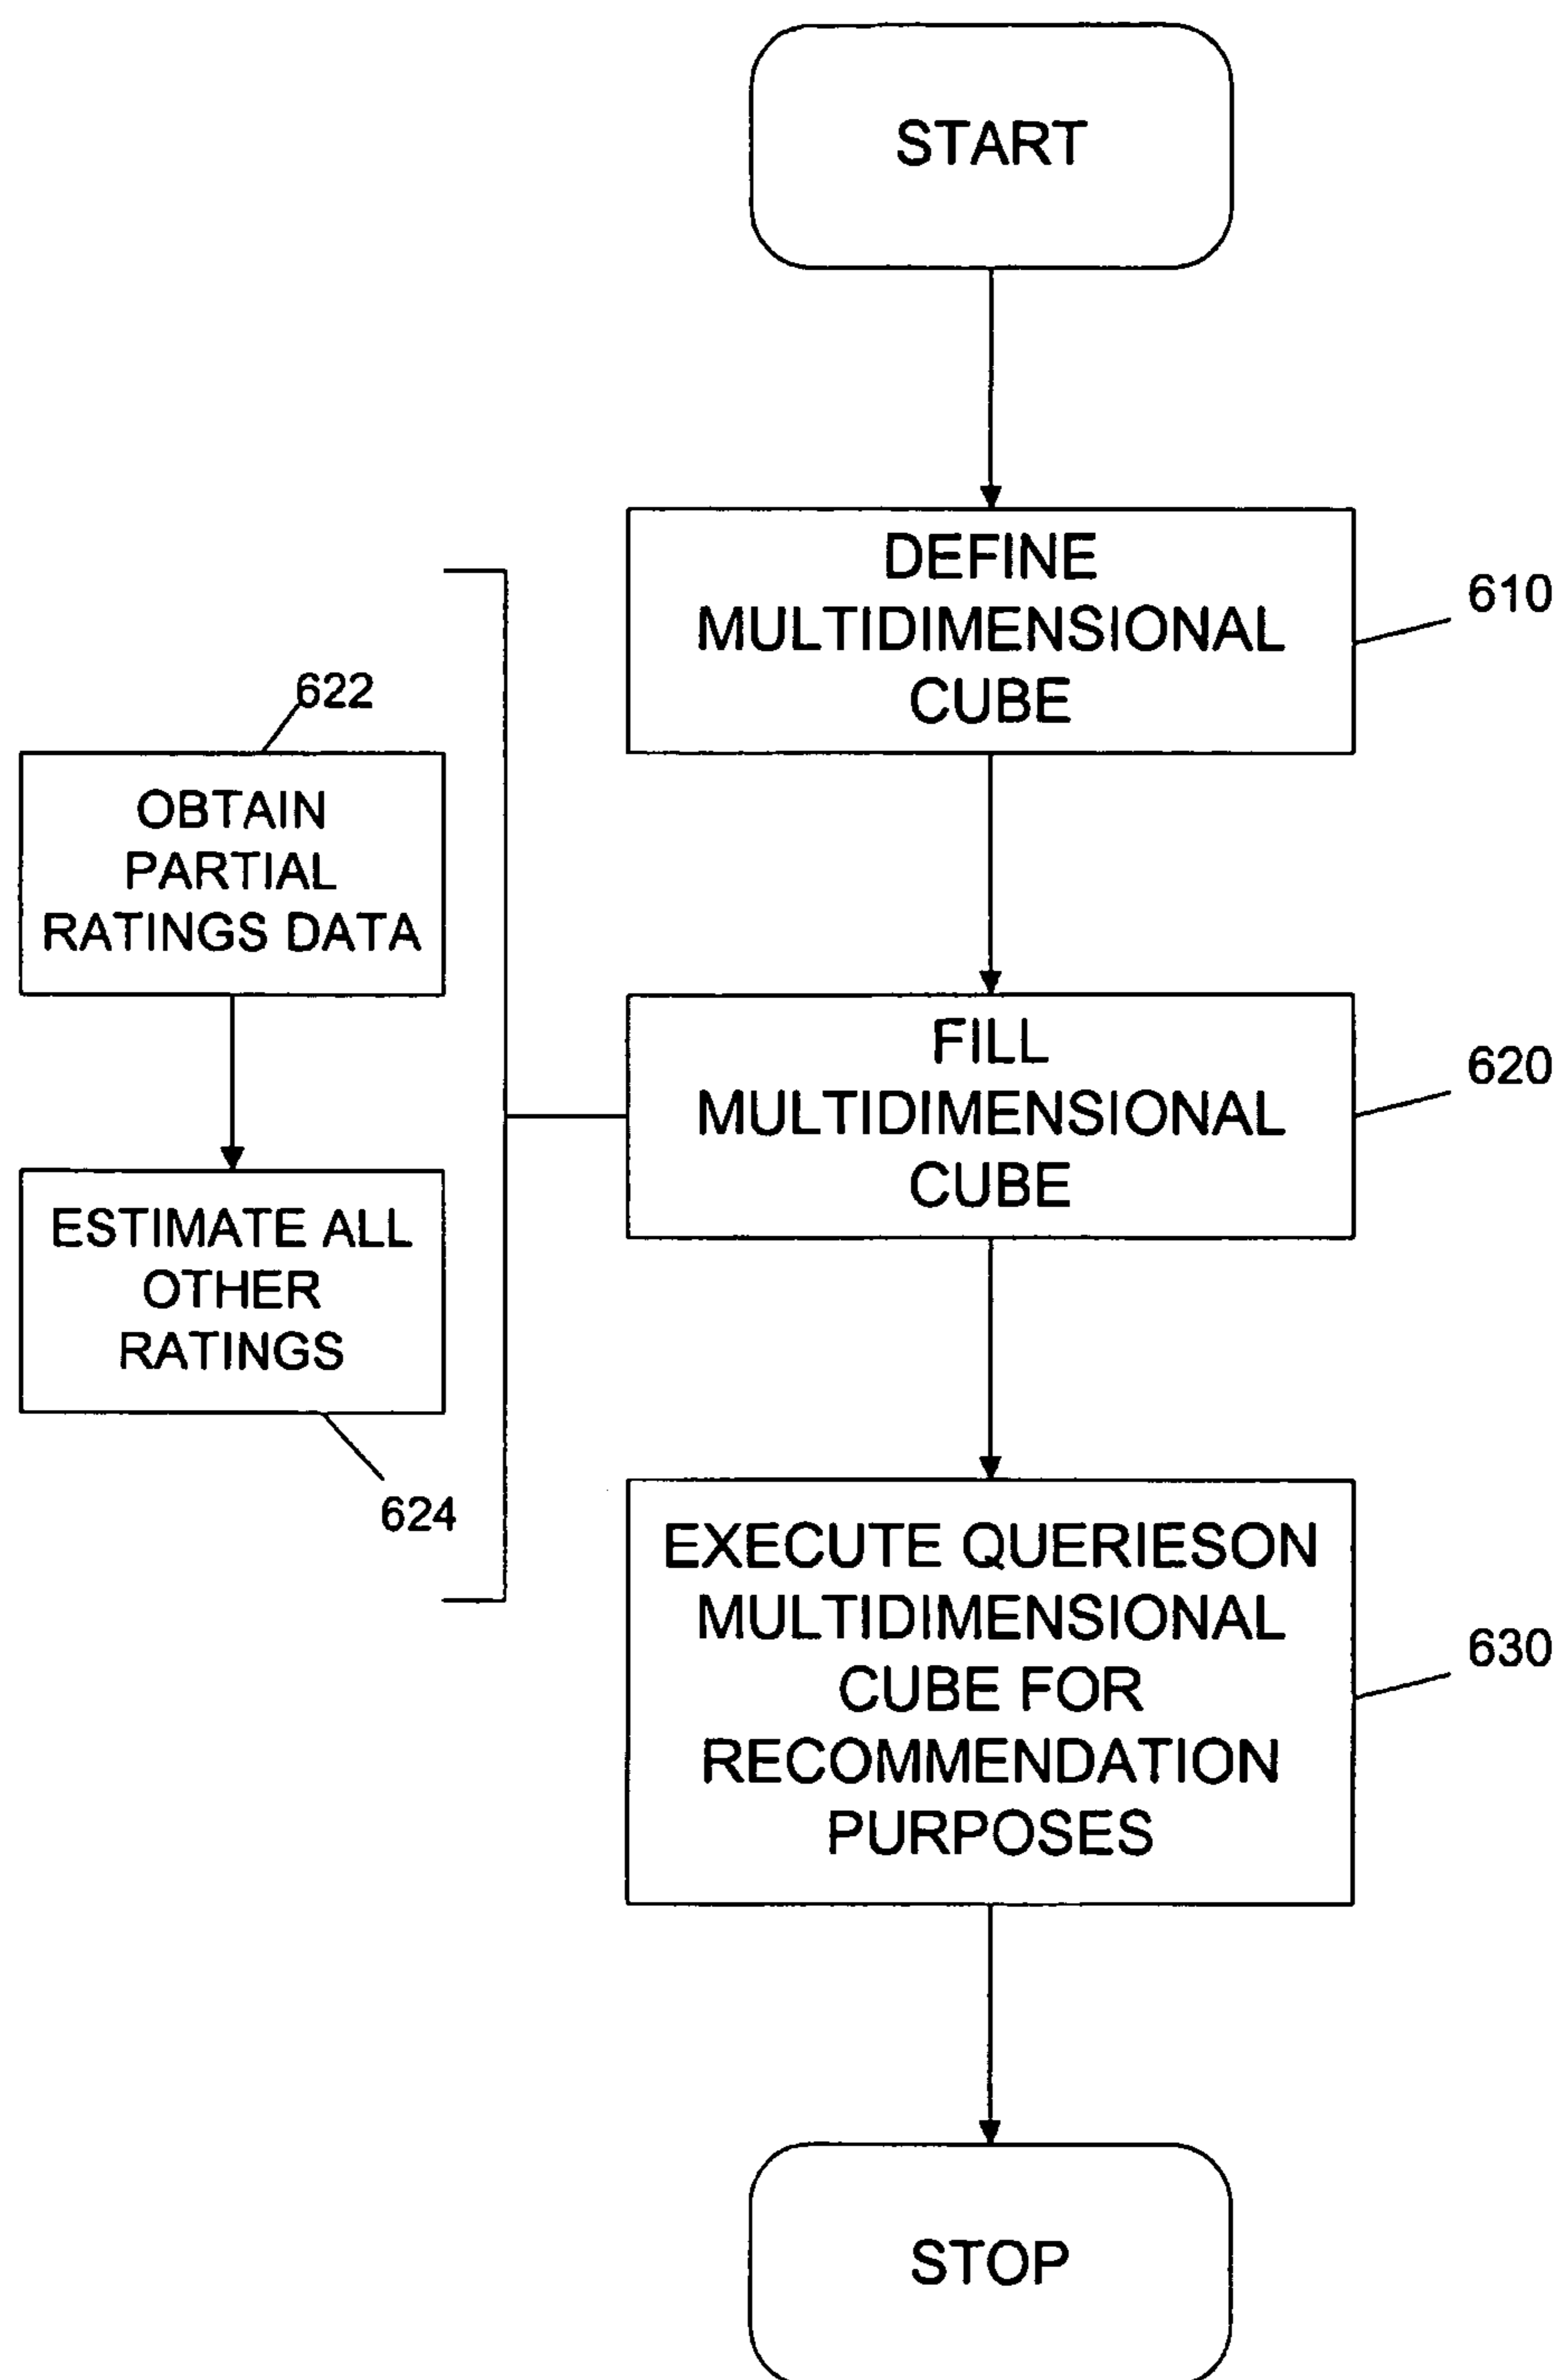 START
DEFINE
MULTIDIMENSIONAL
CUBE
610
622
OBTAIN
PARTIAL
RATINGS DATA
FILL
MULTIDIMENSIONAL
CUBE
620
ESTIMATE ALL
OTHER
RATINGS
624
EXECUTE QUERIESON
MULTIDIMENSIONAL
CUBE FOR
RECOMMENDATION
PURPOSES
630
STOP